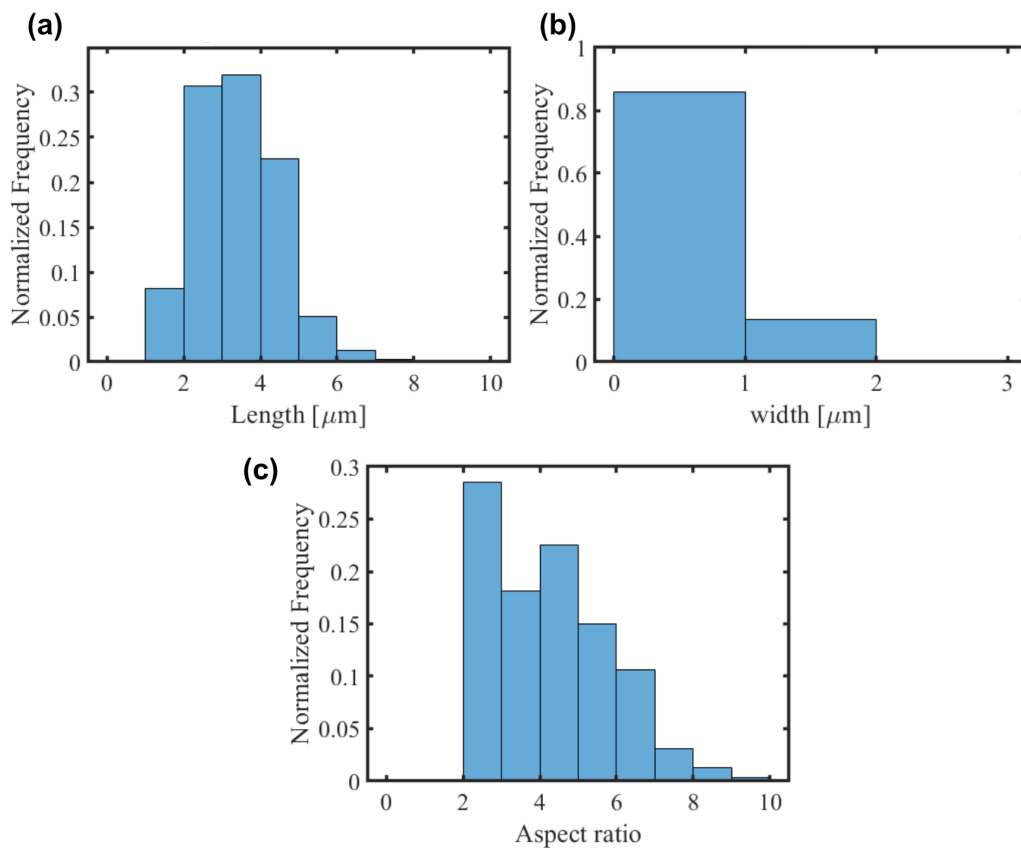 (a)
Normalized Frequency
0.3
0.25
0.2
0.15
0.1
0.05
0
0 2 4 6 8 10
Length [μm]
(b)
Normalized Frequency
1
0.8
0.6
0.4
0.2
0
0 1 2 3
width [μm]
(c)
Normalized Frequency
0.3
0.25
0.2
0.15
0.1
0.05
0
0 2 4 6 8 10
Aspect ratio